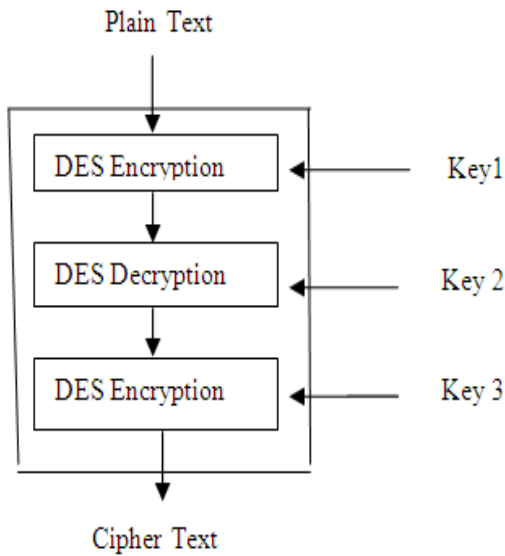 Plain Text
DES Encryption
Key1
DES Decryption
Key 2
DES Encryption
Key 3
Cipher Text